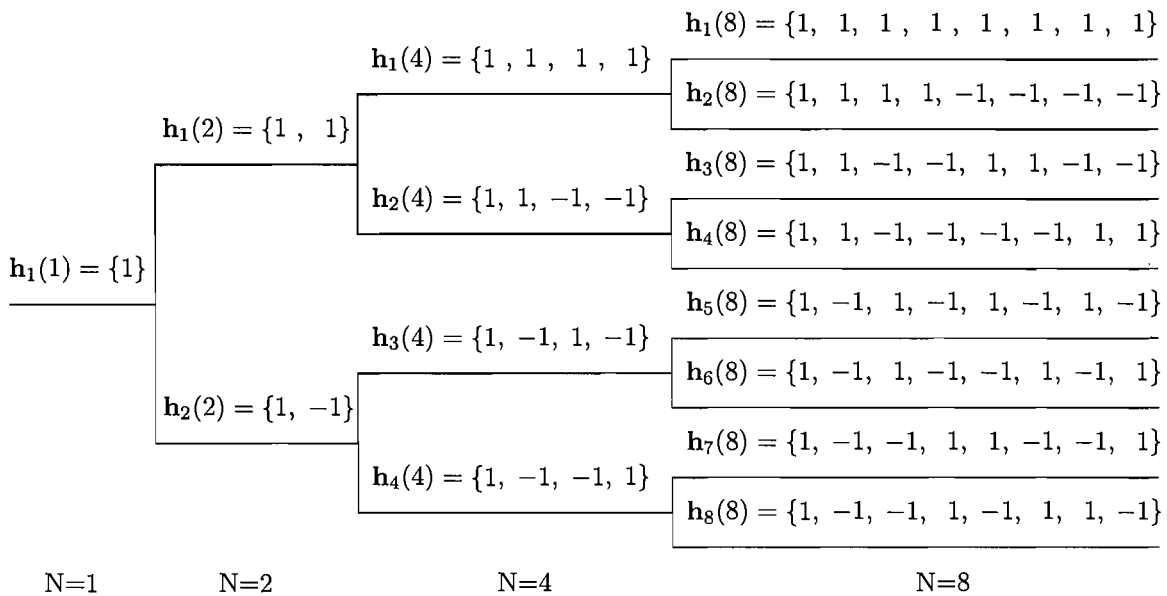 h₁(8) = {1, 1, 1 , 1 , 1 , 1 , 1 , 1}
h₁(4) = {1 , 1 , 1 , 1}
h₂(8) = {1, 1, 1, 1, -1, -1, -1, -1}
h₁(2) = {1 , 1}
h₃(8) = {1, 1, -1, -1, 1, 1, -1, -1}
h₂(4) = {1, 1, -1, -1}
h₄(8) = {1, 1, -1, -1, -1, -1, 1, 1}
h₁(1) = {1}
h₅(8) = {1, -1, 1, -1, 1, -1, 1, -1}
h₃(4) = {1, -1, 1, -1}
h₆(8) = {1, -1, 1, -1, -1, 1, -1, 1}
h₂(2) = {1, -1}
h₇(8) = {1, -1, -1, 1, 1, -1, -1, 1}
h₄(4) = {1, -1, -1, 1}
h₈(8) = {1, -1, -1, 1, -1, 1, 1, -1}
N=1 N=2 N=4 N=8